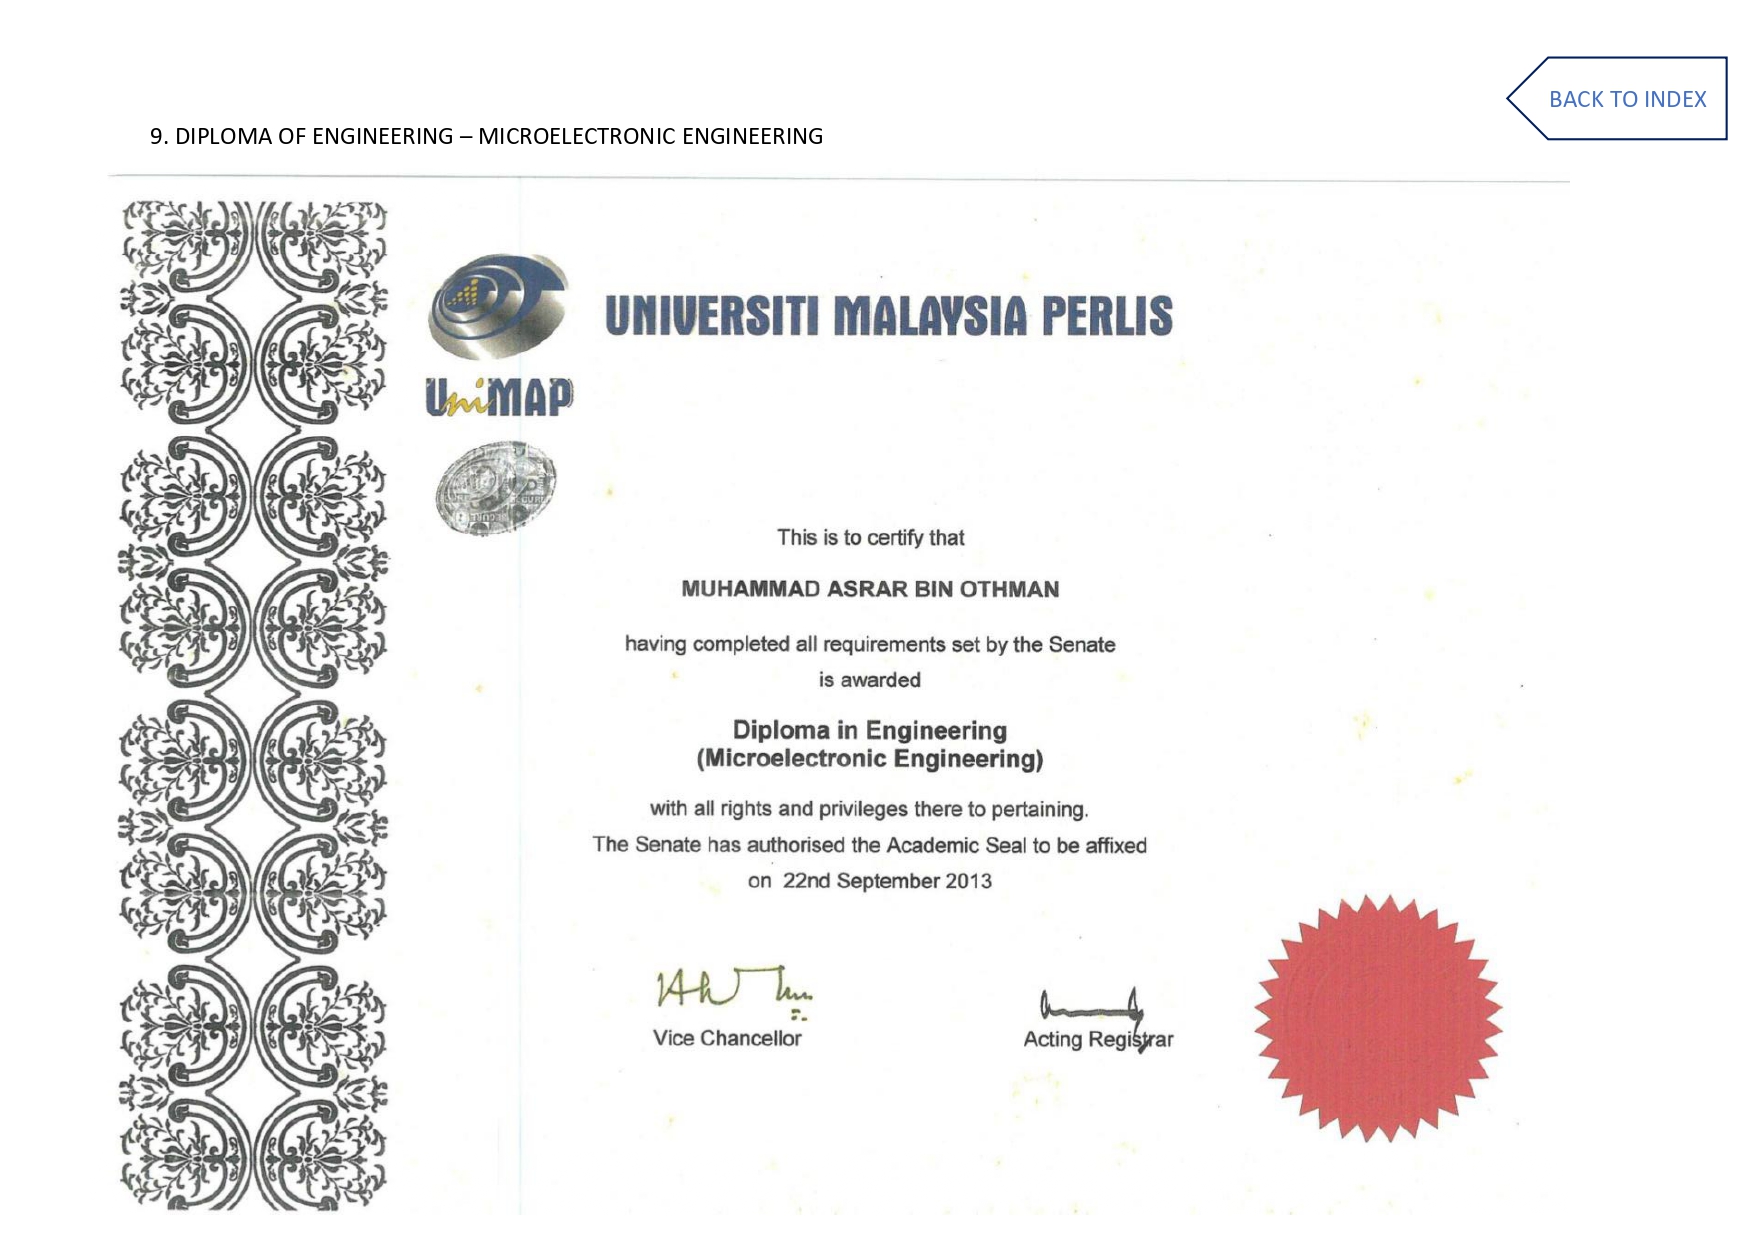 BACK TO INDEX
9. DIPLOMA OF ENGINEERING – MICROELECTRONIC ENGINEERING
UNIVERSITI MALAYSIA PERLIS
UniMAP
This is to certify that
MUHAMMAD ASRAR BIN OTHMAN
having completed all requirements set by the Senate
is awarded
Diploma in Engineering
(Microelectronic Engineering)
with all rights and privileges there to pertaining.
The Senate has authorised the Academic Seal to be affixed
on 22nd September 2013
Vice Chancellor
Acting Registrar